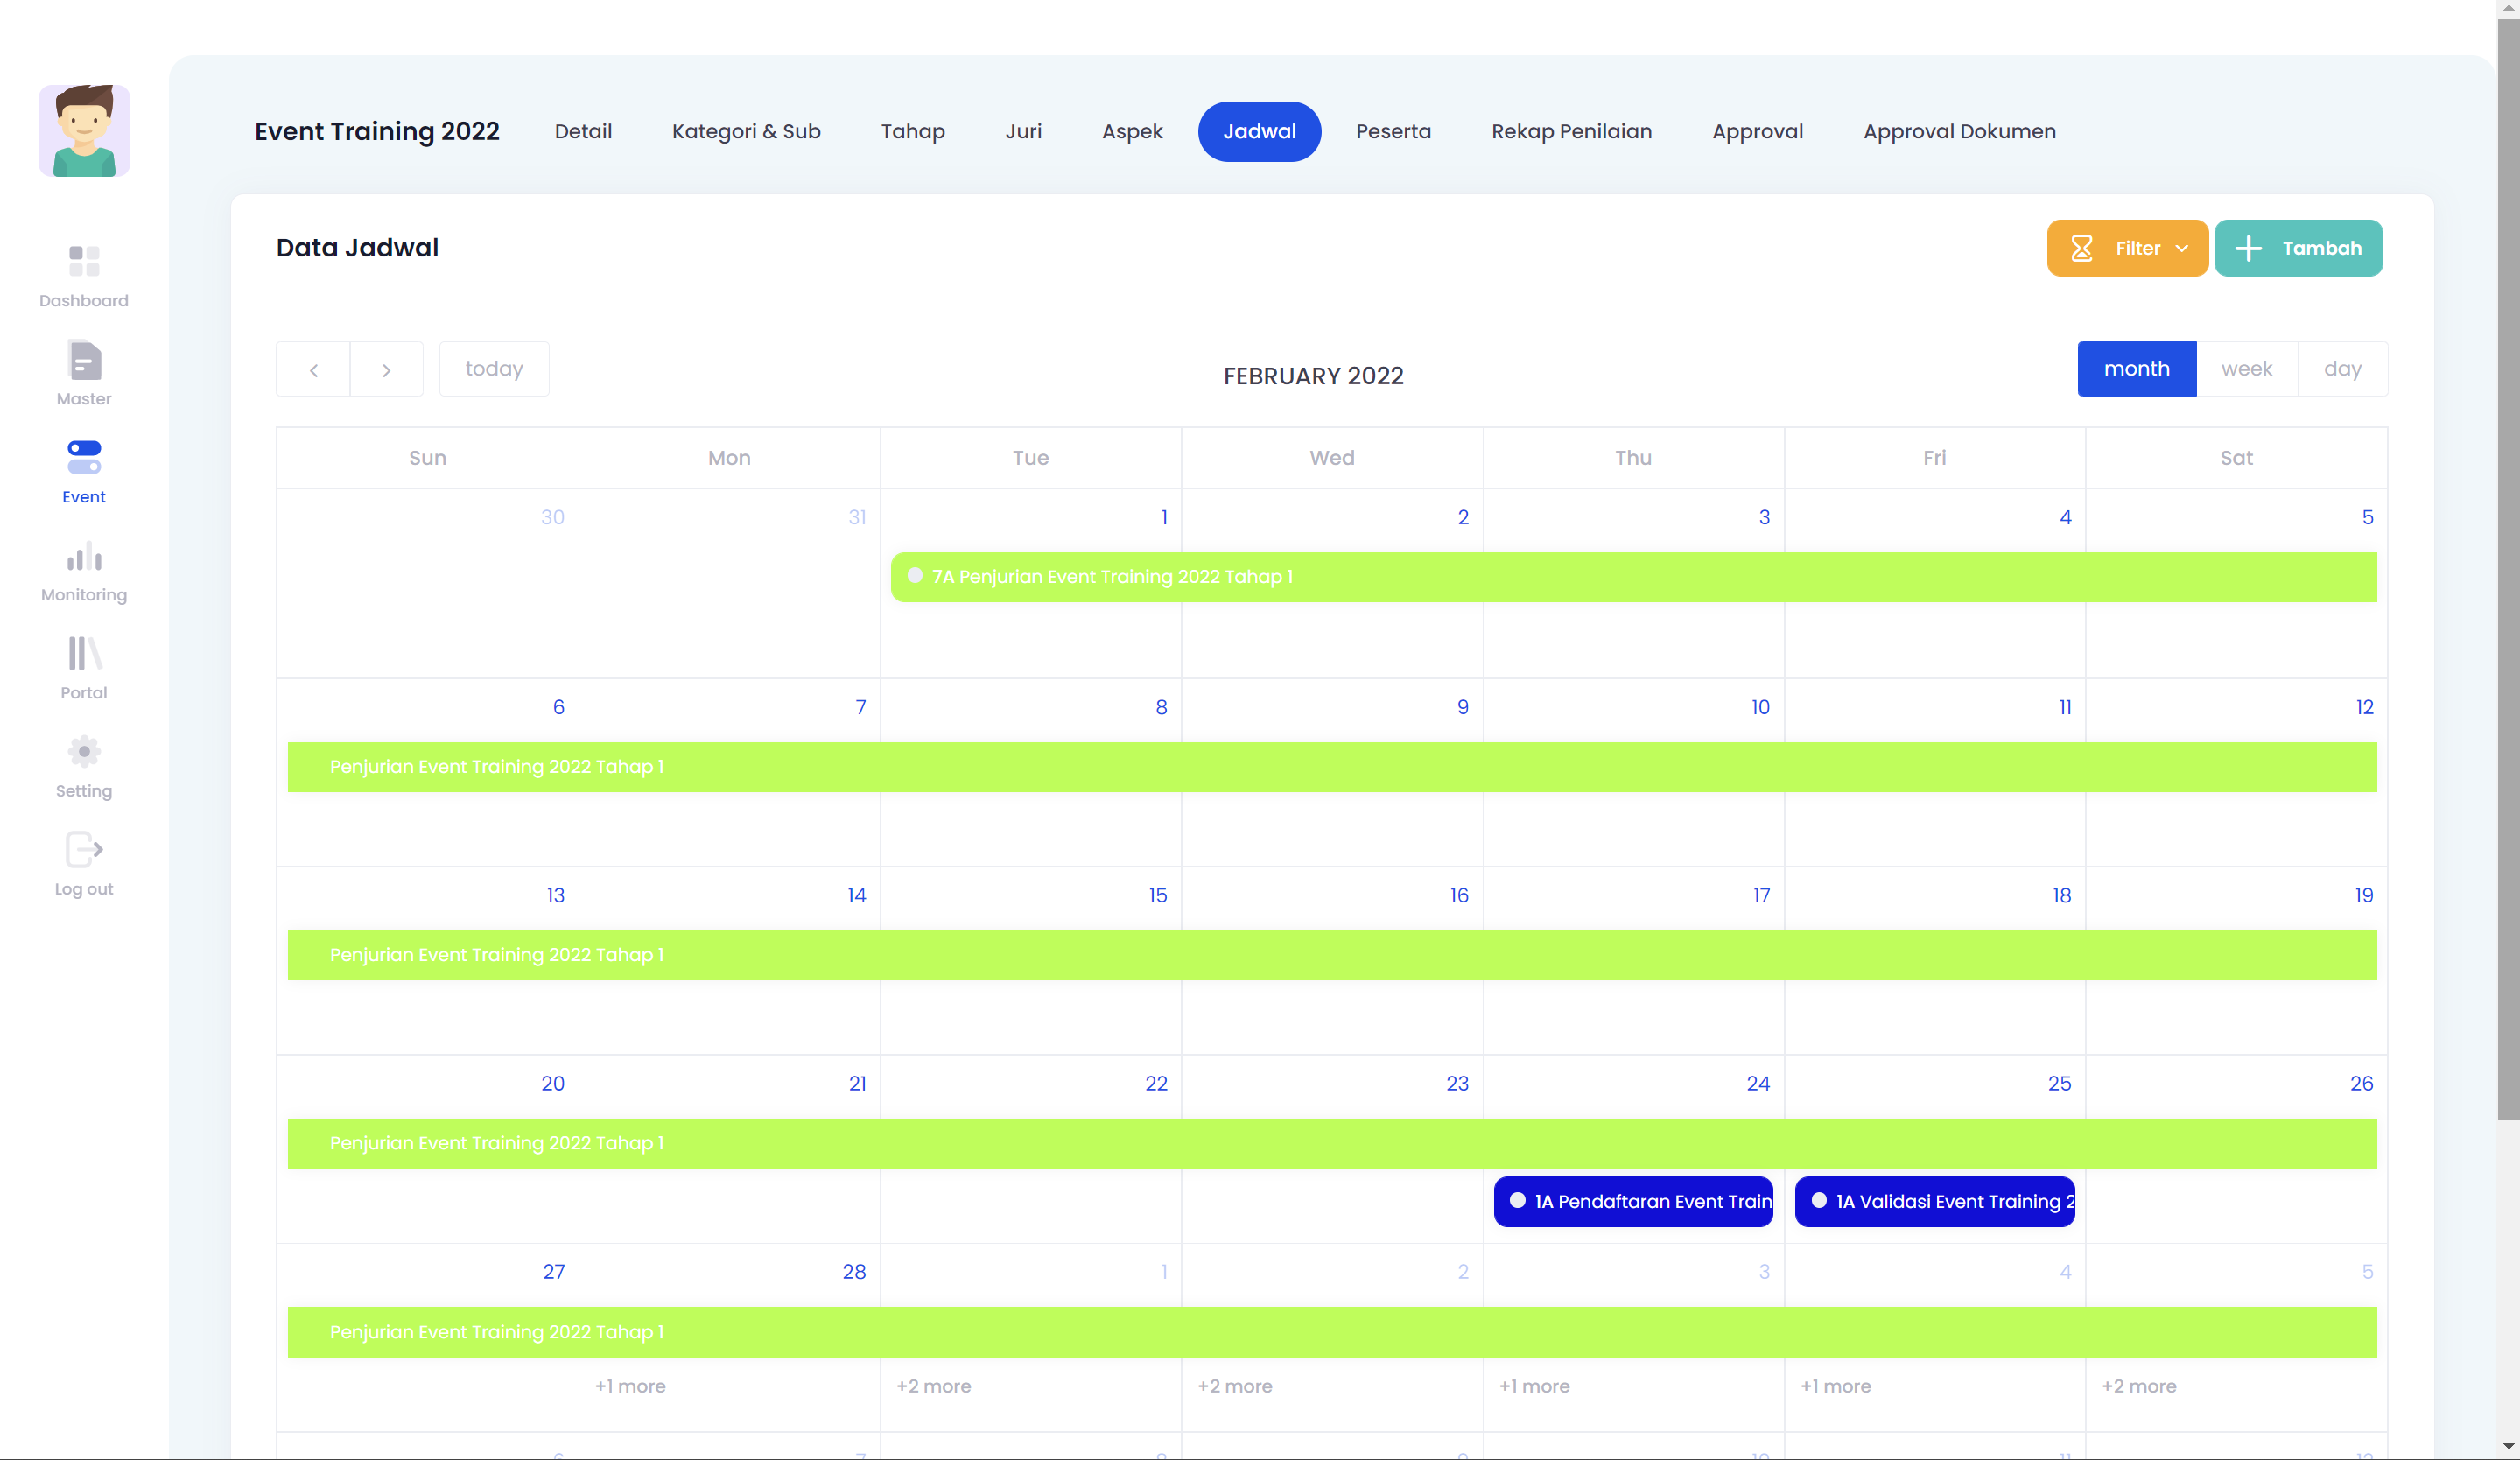 Event Training 2022 Detail Kategori & Sub Tahap Juri Aspek Jadwal Peserta Rekap Penilaian Approval Approval Dokumen
Dashboard
Master
Event
Monitoring
Portal
Setting
Log out
Data Jadwal Filter Tambah
today FEBRUARY 2022 month week day
Sun Mon Tue Wed Thu Fri Sat
30 31 1 2 3 4 5
7A Penjurian Event Training 2022 Tahap 1
6 7 8 9 10 11 12
Penjurian Event Training 2022 Tahap 1
13 14 15 16 17 18 19
Penjurian Event Training 2022 Tahap 1
20 21 22 23 24 25 26
Penjurian Event Training 2022 Tahap 1
1A Pendaftaran Event Train 1A Validasi Event Training 2
27 28 1 2 3 4 5
Penjurian Event Training 2022 Tahap 1
+1 more +2 more +2 more +1 more +1 more +2 more